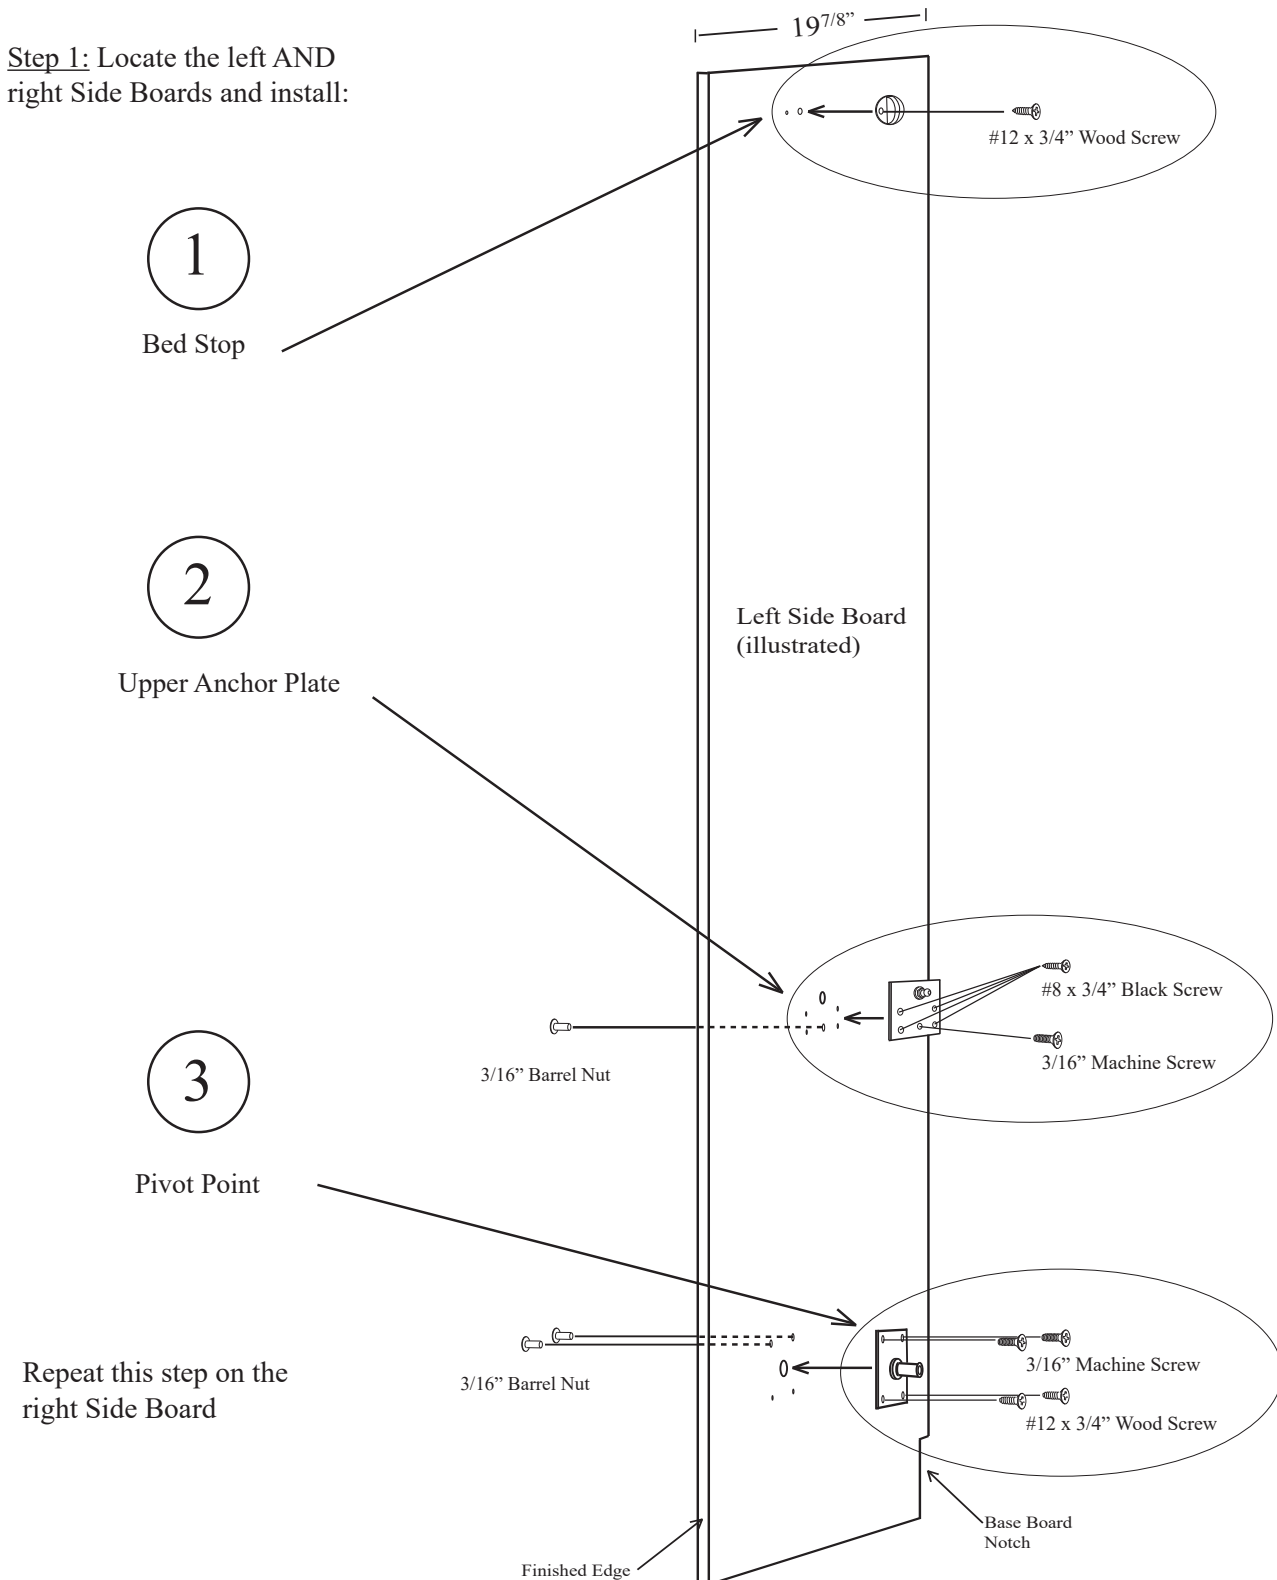 19 7/8”
Step 1: Locate the left AND
right Side Boards and install:
#12 x 3/4” Wood Screw
1
Bed Stop
2
Left Side Board
(illustrated)
Upper Anchor Plate
#8 x 3/4” Black Screw
3/16” Machine Screw
3/16” Barrel Nut
3
Pivot Point
3/16” Machine Screw
3/16” Barrel Nut
#12 x 3/4” Wood Screw
Repeat this step on the
right Side Board
Base Board
Notch
Finished Edge